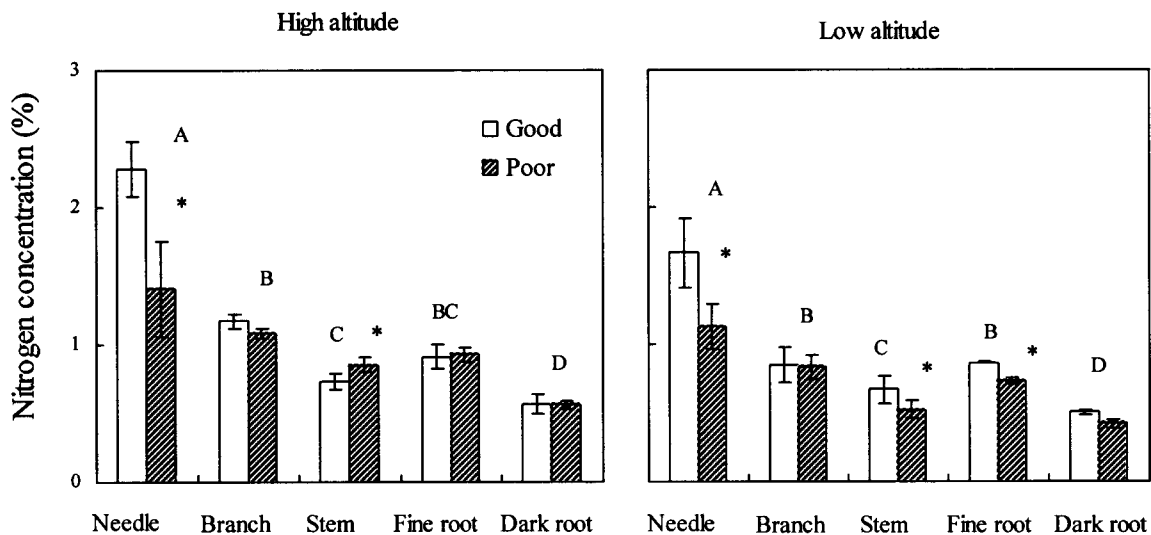 High altitude
Low altitude
Nitrogen concentration (%)
3
2
1
0
Good
Poor
A
*
B
C
*
BC
D
A
*
B
C
*
B
*
D
Needle Branch Stem Fine root Dark root
Needle Branch Stem Fine root Dark root